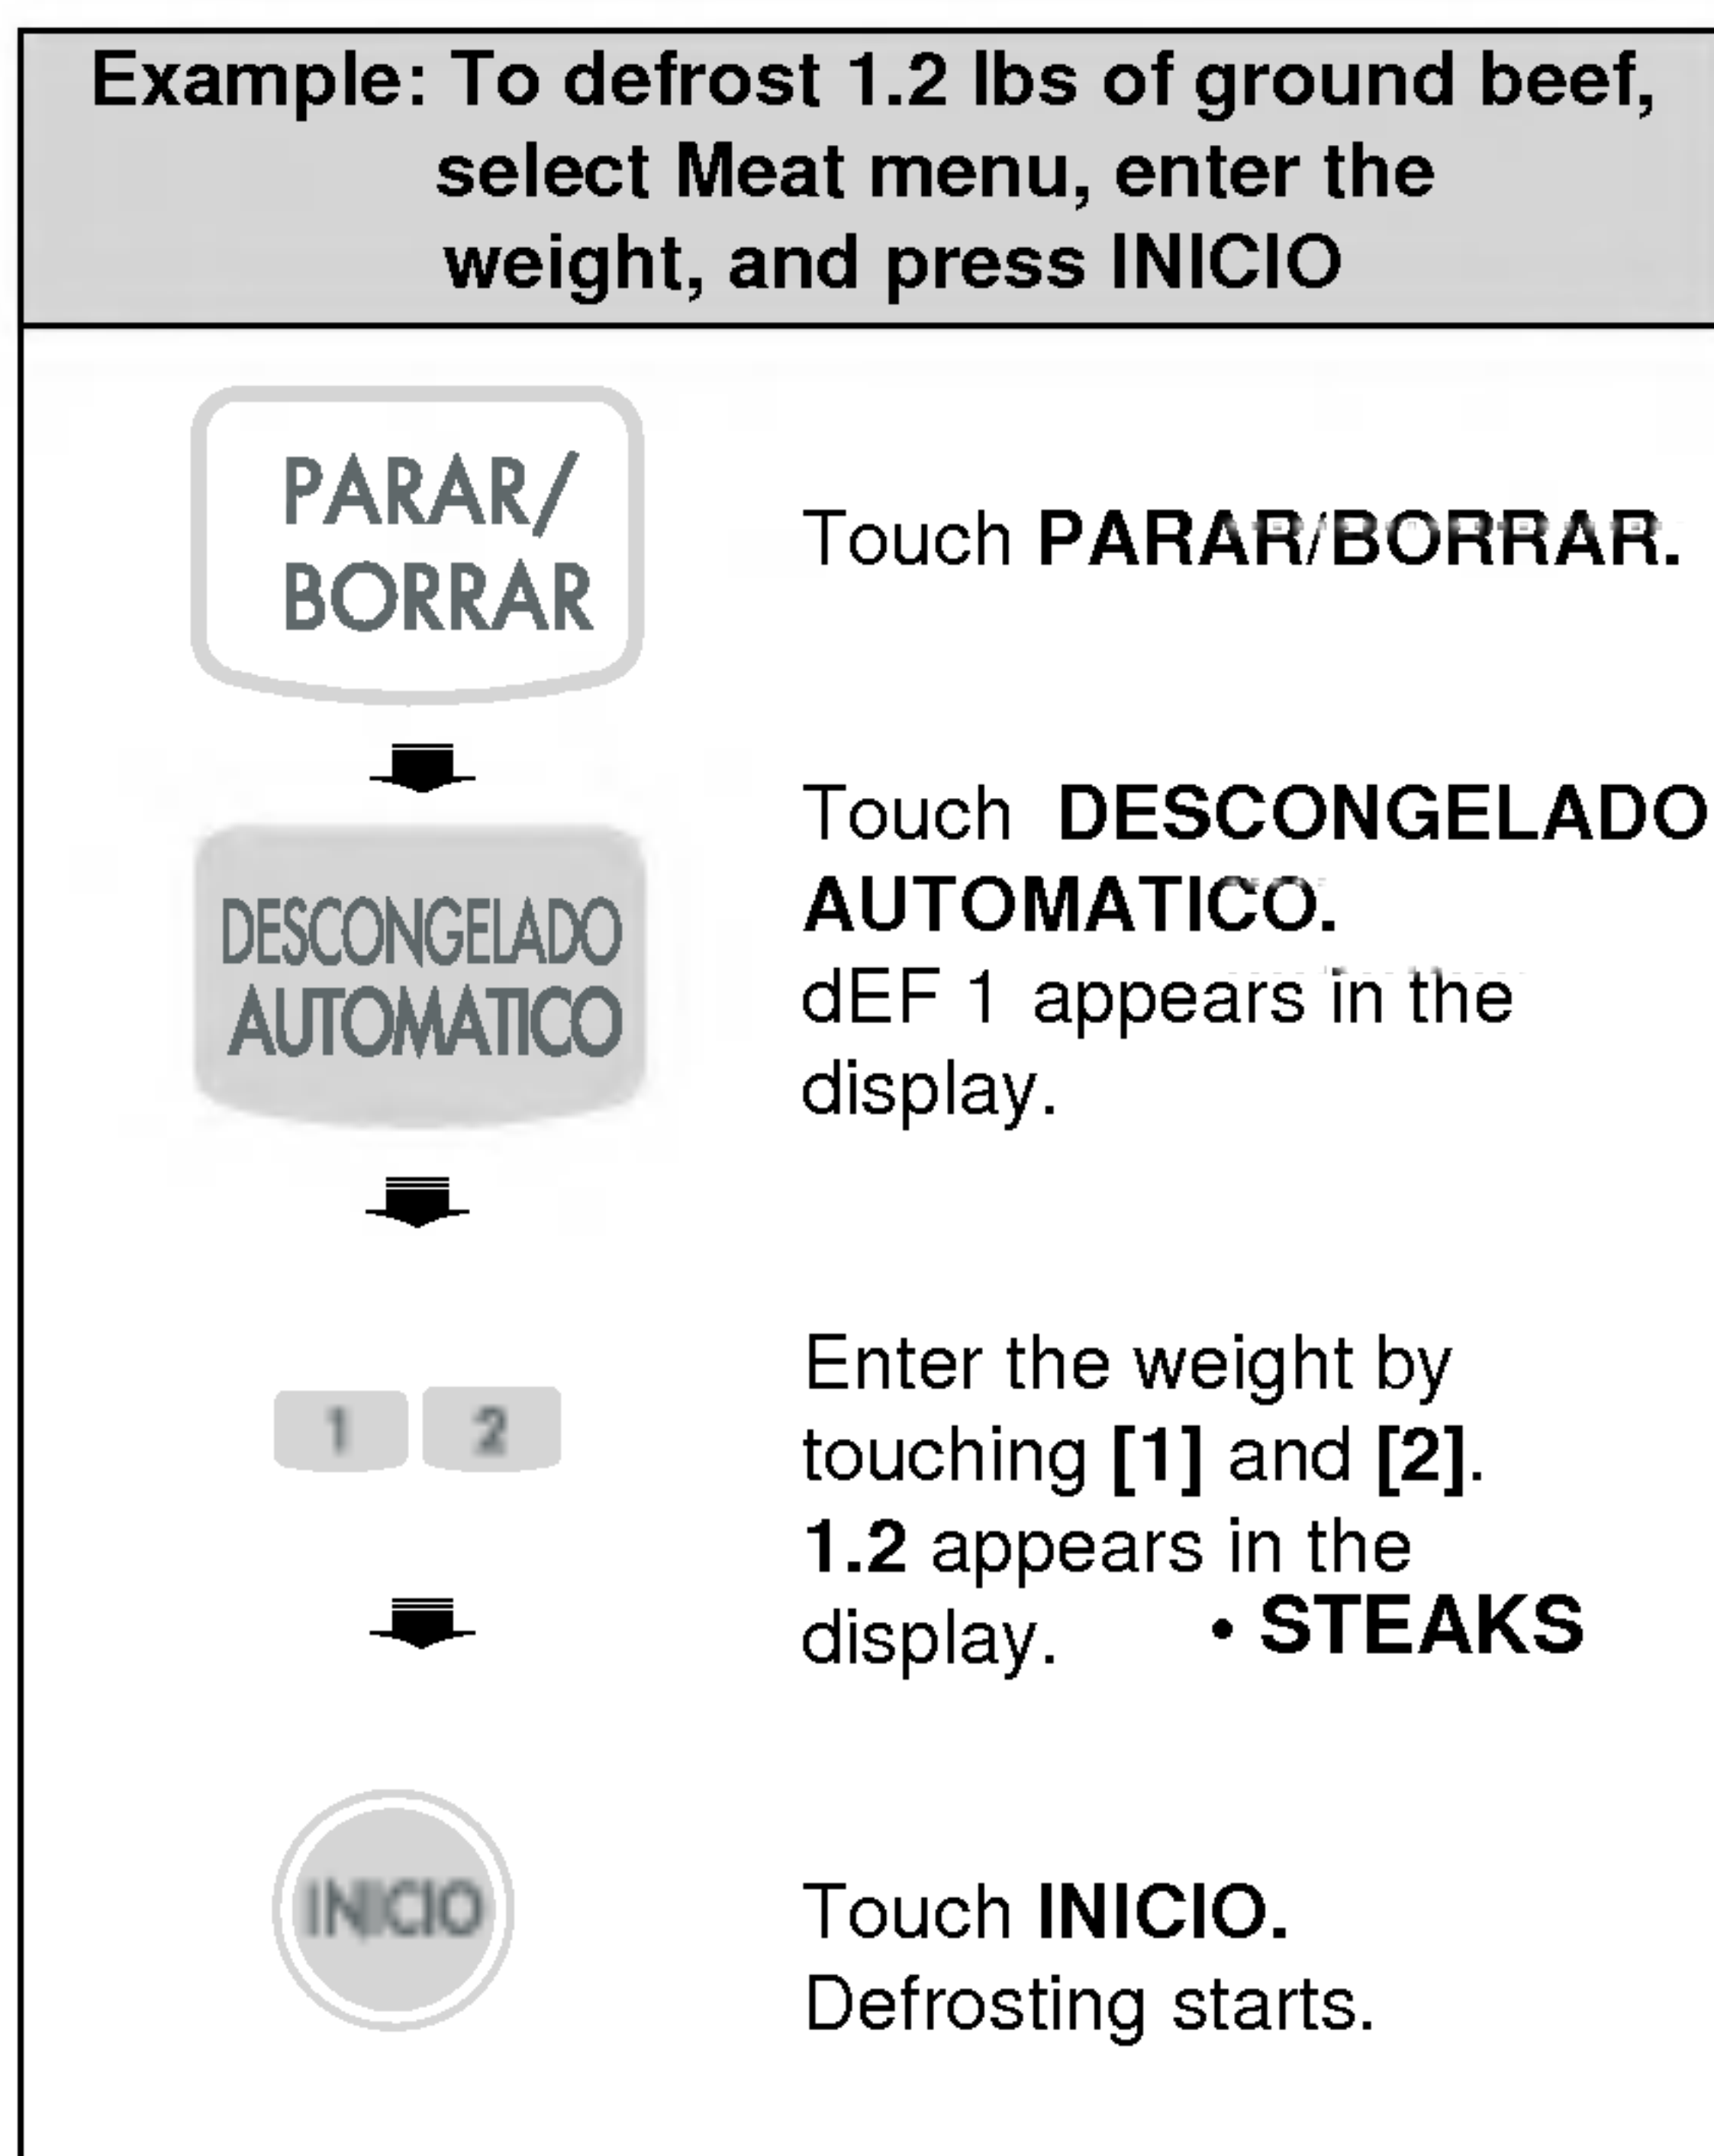 Example: To defrost 1.2 lbs of ground beef,
select Meat menu, enter the
weight, and press INICIO
PARAR/
BORRAR
Touch PARAR/BORRAR.
DESCONGELADO
AUTOMATICO
Touch DESCONGELADO
AUTOMATICO.
dEF 1 appears in the
display.
1 2
Enter the weight by
touching [1] and [2].
1.2 appears in the
display. • STEAKS
INICIO
Touch INICIO.
Defrosting starts.